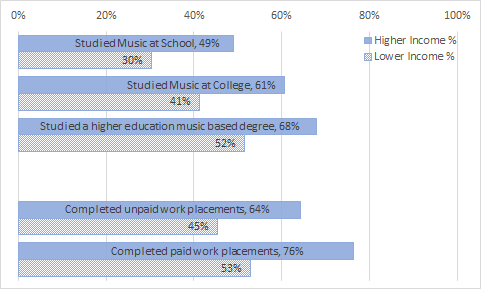 0% 20% 40% 60% 80% 100%
Higher Income %
Lower Income %
Studied Music at School, 49%
30%
Studied Music at College, 61%
41%
Studied a higher education music based degree, 68%
52%
Completed unpaid work placements, 64%
45%
Completed paid work placements, 76%
53%